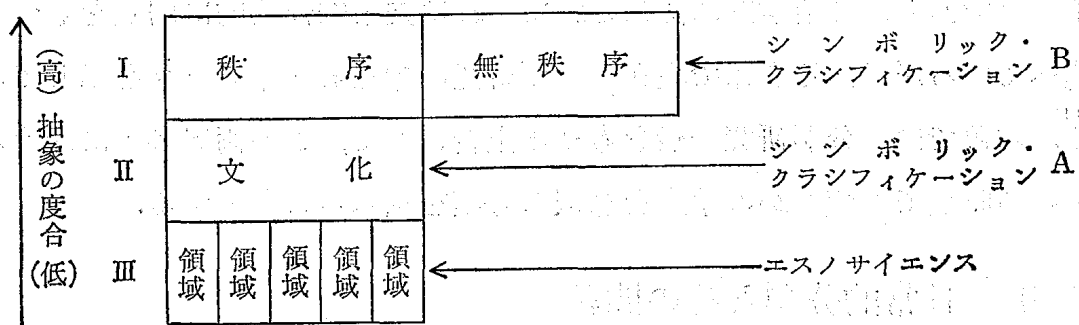 (高) 抽象の度合 (低)
I
秩序
無秩序
シンボリック・
クラシフィケーション B
II
文化
シンボリック・
クラシフィケーション A
III
領域
領域
領域
領域
領域
エスノサイエンス